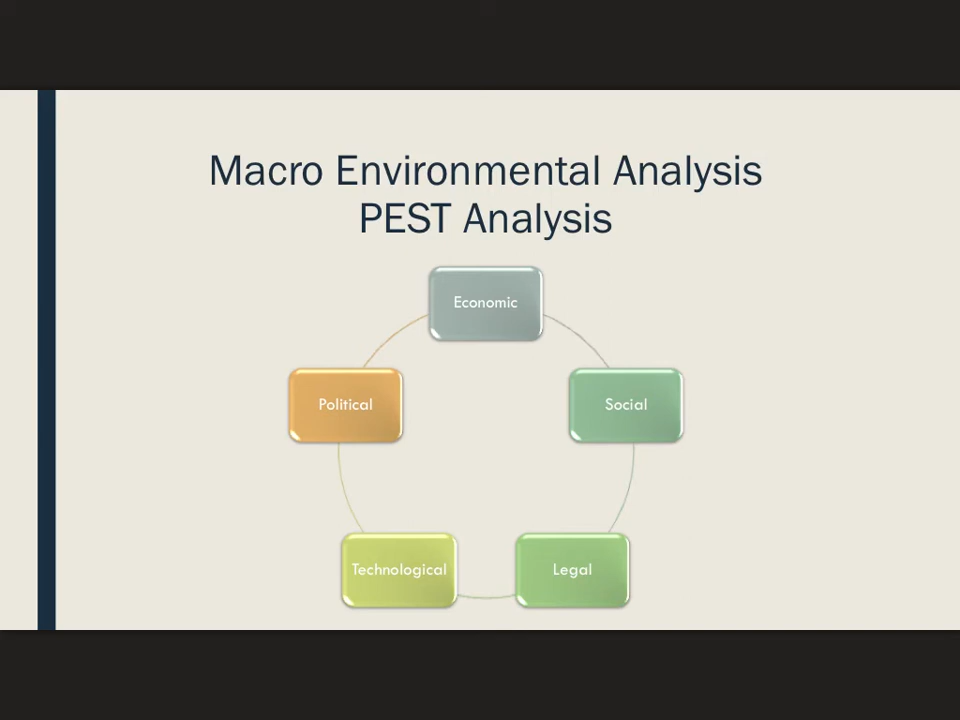 Macro Environmental Analysis
PEST Analysis
Economic
Political
Social
Technological
Legal